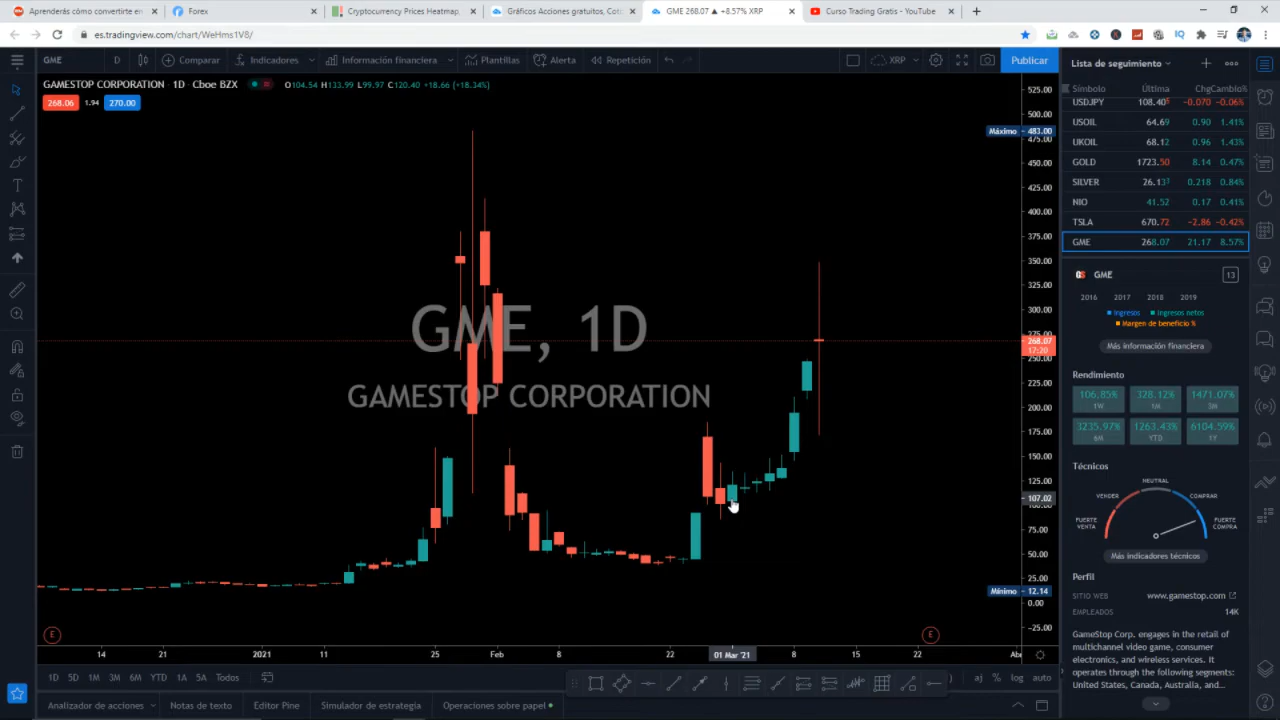 Aprenderás cómo convertirte en
Forex
Cryptocurrency Prices Heatmap,
Gráficos Acciones gratuitos, Coti
GME 268.07 ▲ +8.57% XRP
Curso Trading Gratis - YouTube
es.tradingview.com/chart/WeHms1V8/
GME
D
Comparar
Indicadores
Información financiera
Plantillas
Alerta
Repetición
XRP
Publicar
Lista de seguimiento
GAMESTOP CORPORATION · 1D · Cboe BZX
O104.54 H133.99 L99.97 C120.40 +18.66 (+18.34%)
268.06 1.94 270.00
Símbolo Última Chg Cambio%
USDJPY 108.405 −0.070 −0.06%
USOIL 64.69 0.90 1.41%
UKOIL 68.12 0.96 1.43%
GOLD 1723.50 8.14 0.47%
SILVER 26.133 0.218 0.84%
NIO 41.52 0.17 0.41%
TSLA 670.72 −2.86 −0.42%
GME 268.07 21.17 8.57%
525.00
500.00
Máximo 483.00
475.00
450.00
425.00
400.00
375.00
350.00
325.00
300.00
275.00
268.07
17:20
250.00
225.00
200.00
175.00
150.00
125.00
107.02
100.00
75.00
50.00
25.00
Mínimo 12.14
0.00
−25.00
GME, 1D
GAMESTOP CORPORATION
E
E
14 21 2021 11 25 Feb 8 22 01 Mar '21 8 15 22
GME
13
2016 2017 2018 2019
Ingresos Ingresos netos
Margen de beneficio %
Más información financiera
Rendimiento
106.85% 328.12% 1471.07%
1W 1M 3M
3235.97% 1263.43% 6104.59%
6M YTD 1Y
Técnicos
NEUTRAL
VENDER COMPRAR
FUERTE VENTA
FUERTE COMPRA
Más indicadores técnicos
Perfil
SITIO WEB www.gamestop.com
EMPLEADOS 14K
GameStop Corp. engages in the retail of
multichannel video game, consumer
electronics, and wireless services. It
operates through the following segments:
United States, Canada, Australia, and...
1D 5D 1M 3M 6M YTD 1A 5A Todos
aj % log auto
Analizador de acciones
Notas de texto
Editor Pine
Simulador de estrategia
Operaciones sobre papel